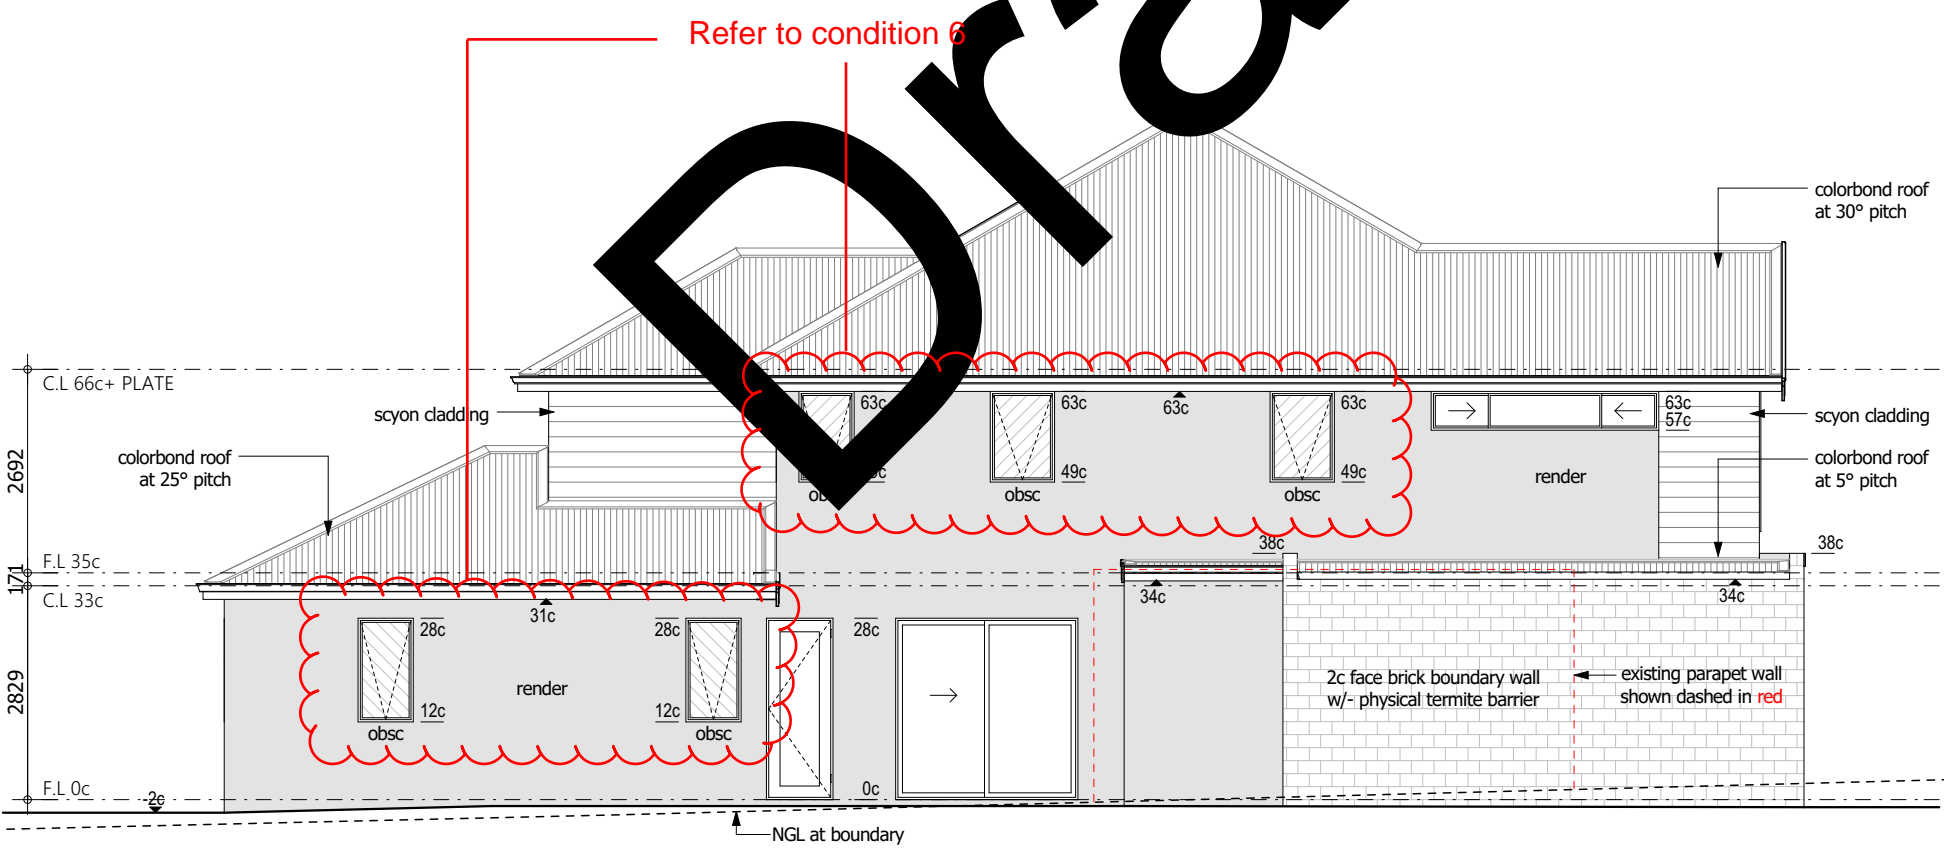 Refer to condition 6
Dra
colorbond roof
at 30° pitch
C.L 66c+ PLATE
scyon cladding
63c
63c
63c
63c
63c
57c
scyon cladding
colorbond roof
at 25° pitch
2692
49c
49c
obsc
obsc
render
colorbond roof
at 5° pitch
38c
38c
F.L 35c
171
C.L 33c
31c
34c
34c
28c
28c
28c
2829
render
12c
12c
obsc
obsc
2c face brick boundary wall
w/- physical termite barrier
existing parapet wall
shown dashed in red
F.L 0c
0c
-2c
NGL at boundary